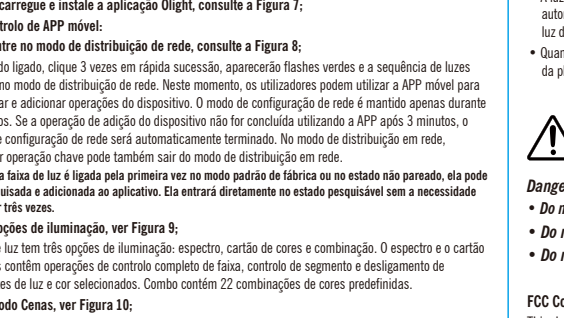 carregue e instale a aplicação Olight, consulte a Figura 7;
trolo de APP móvel:
ntre no modo de distribuição de rede, consulte a Figura 8;
do ligado, clique 3 vezes em rápida sucessão, aparecerão flashes verdes e a sequência de luzes
no modo de distribuição de rede. Neste momento, os utilizadores podem utilizar a APP móvel para
ar e adicionar operações do dispositivo. O modo de configuração de rede é mantido apenas durante
os. Se a operação de adição do dispositivo não for concluída utilizando a APP após 3 minutos, o
e configuração de rede será automaticamente terminado. No modo de distribuição em rede,
r operação chave pode também sair do modo de distribuição em rede.
a faixa de luz é ligada pela primeira vez no modo padrão de fábrica ou no estado não pareado, ela pode
quisada e adicionada ao aplicativo. Ela entrará diretamente no estado pesquisável sem a necessidade
r três vezes.
pções de iluminação, ver Figura 9;
e luz tem três opções de iluminação: espectro, cartão de cores e combinação. O espectro e o cartão
s contêm operações de controlo completo de faixa, controlo de segmento e desligamento de
es de luz e cor selecionados. Combo contém 22 combinações de cores predefinidas.
odo Cenas, ver Figura 10;
autor
luz d
• Quan
da pl
Dange
• Do n
• Do n
• Do n
FCC Co